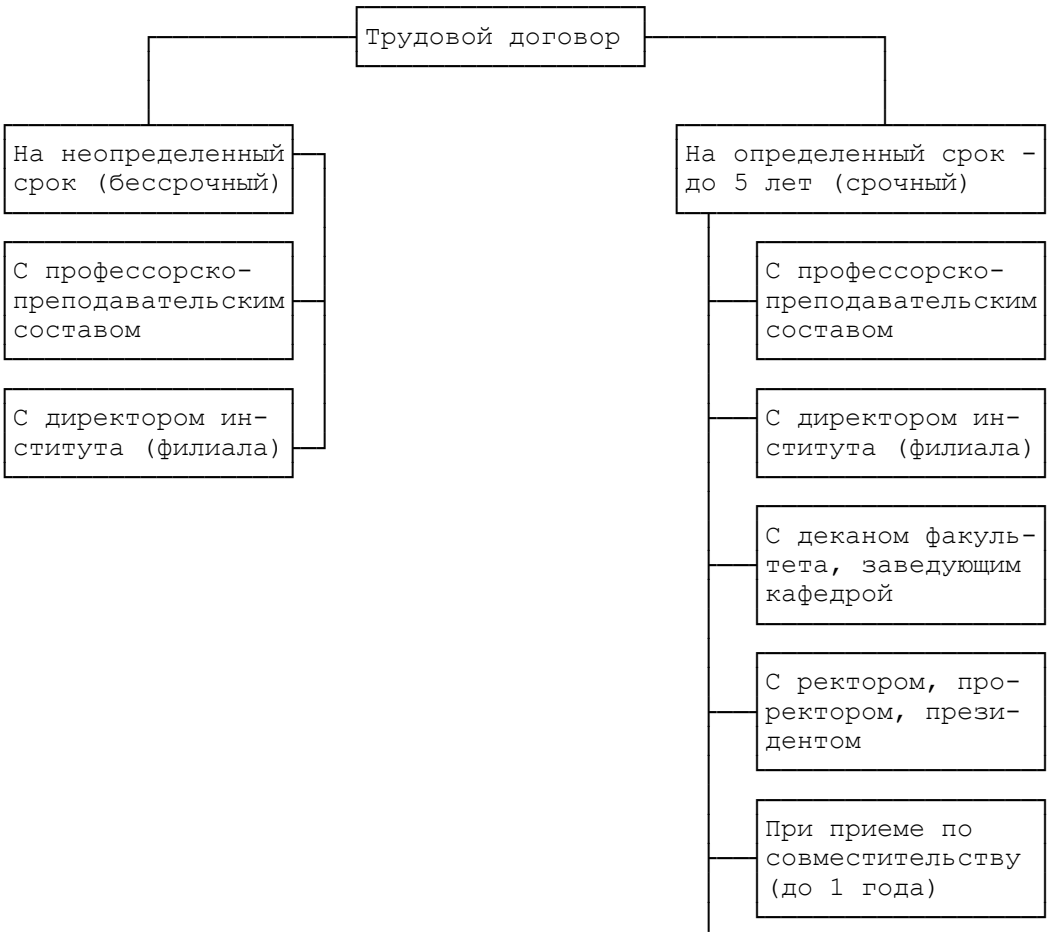 Трудовой договор
На неопределенный
срок (бессрочный)
С профессорско-
преподавательским
составом
С директором ин-
ститута (филиала)
На определенный срок -
до 5 лет (срочный)
С профессорско-
преподавательским
составом
С директором ин-
ститута (филиала)
С деканом факуль-
тета, заведующим
кафедрой
С ректором, про-
ректором, прези-
дентом
При приеме по
совместительству
(до 1 года)